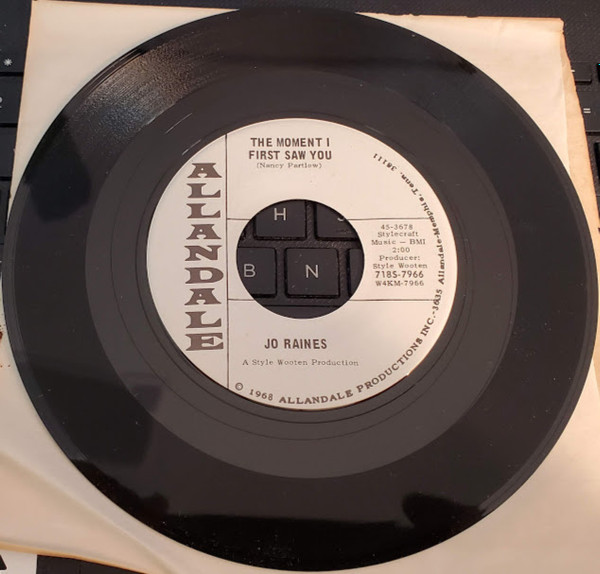 THE MOMENT I
FIRST SAW YOU
(Nancy Partlow)
ALLANDALE
45-3678
Stylecraft
Music — BMI
2:00
Producer:
Style Wooten
718S-7966
W4KM-7966
JO RAINES
A Style Wooten Production
© 1968 ALLANDALE PRODUCTIONS INC.-3635 Allandale-Memphis, Tenn. 38111
H
B
N